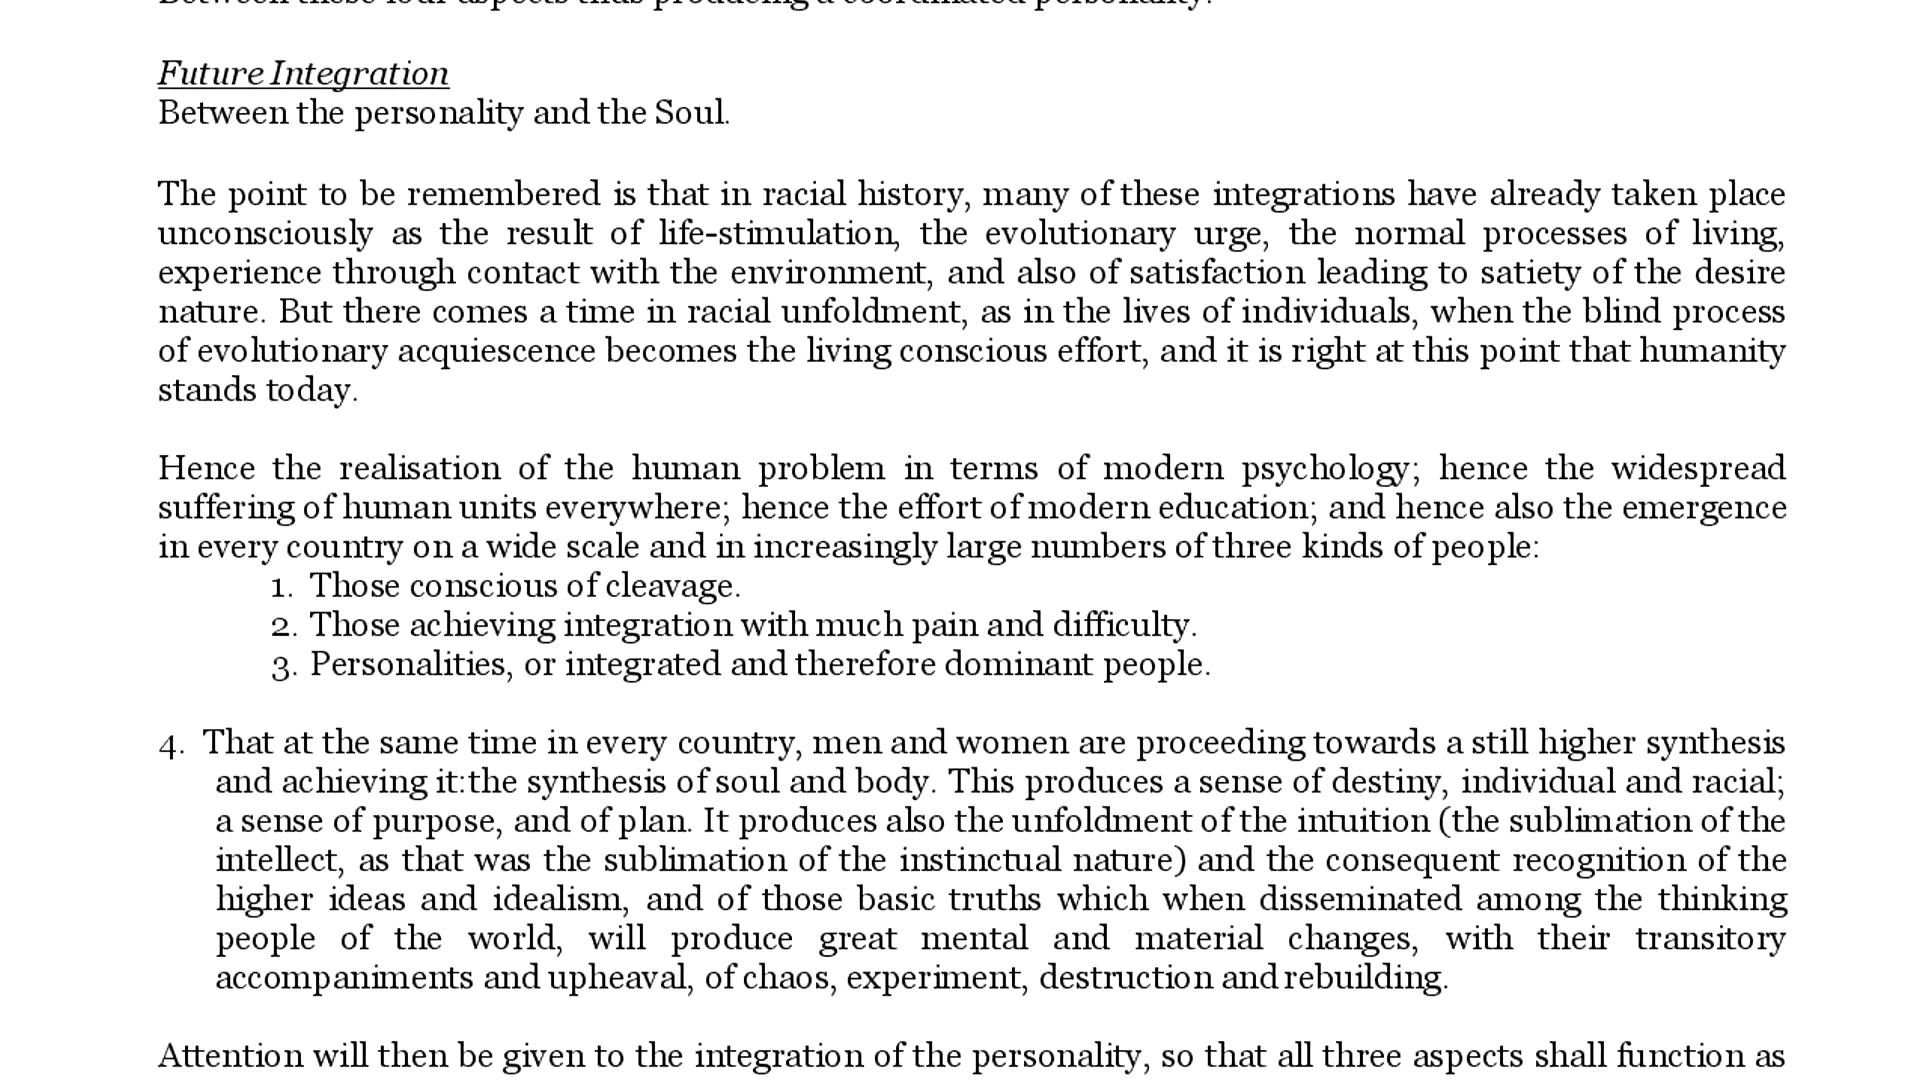 Between these four aspects thus producing a coordinated personality.
Future Integration
Between the personality and the Soul.
The point to be remembered is that in racial history, many of these integrations have already taken place
unconsciously as the result of life-stimulation, the evolutionary urge, the normal processes of living,
experience through contact with the environment, and also of satisfaction leading to satiety of the desire
nature. But there comes a time in racial unfoldment, as in the lives of individuals, when the blind process
of evolutionary acquiescence becomes the living conscious effort, and it is right at this point that humanity
stands today.
Hence the realisation of the human problem in terms of modern psychology; hence the widespread
suffering of human units everywhere; hence the effort of modern education; and hence also the emergence
in every country on a wide scale and in increasingly large numbers of three kinds of people:
1. Those conscious of cleavage.
2. Those achieving integration with much pain and difficulty.
3. Personalities, or integrated and therefore dominant people.
4. That at the same time in every country, men and women are proceeding towards a still higher synthesis
and achieving it:the synthesis of soul and body. This produces a sense of destiny, individual and racial;
a sense of purpose, and of plan. It produces also the unfoldment of the intuition (the sublimation of the
intellect, as that was the sublimation of the instinctual nature) and the consequent recognition of the
higher ideas and idealism, and of those basic truths which when disseminated among the thinking
people of the world, will produce great mental and material changes, with their transitory
accompaniments and upheaval, of chaos, experiment, destruction and rebuilding.
Attention will then be given to the integration of the personality, so that all three aspects shall function as